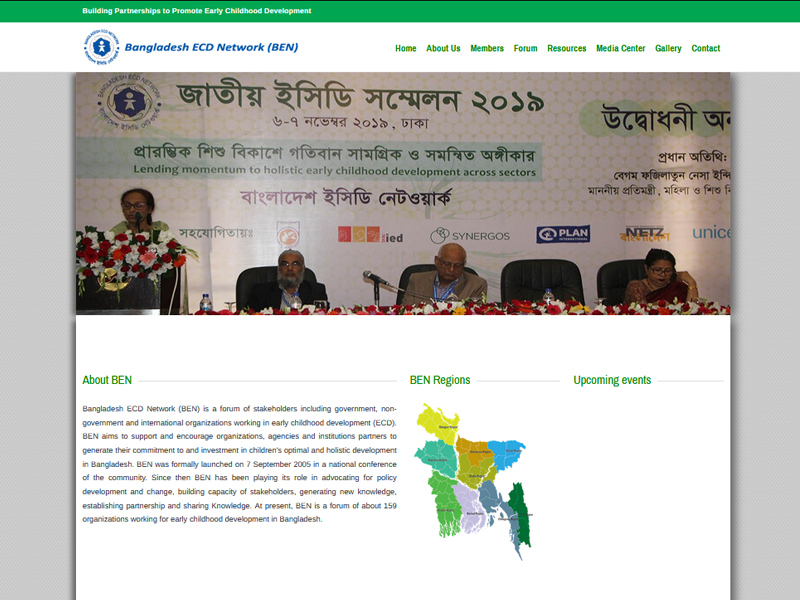 Building Partnerships to Promote Early Childhood Development
Bangladesh ECD Network (BEN)
Home About Us Members Forum Resources Media Center Gallery Contact
জাতীয় ইসিডি সম্মেলন ২০১৯
৬-৭ নভেম্বর ২০১৯, ঢাকা
উদ্বোধনী অন
প্রারম্ভিক শিশু বিকাশে গতিবান সামগ্রিক ও সমন্বিত অঙ্গীকার
Lending momentum to holistic early childhood development across sectors
প্রধান অতিথি:
বেগম ফজিলাতুন নেসা ইন্দি
মাননীয় প্রতিমন্ত্রী, মহিলা ও শিশু বি
বাংলাদেশ ইসিডি নেটওয়ার্ক
সহযোগিতায়ঃ
ied
SYNERGOS
PLAN
INTERNATIONAL
NETZ
বাংলাদেশ
unice
About BEN
Bangladesh ECD Network (BEN) is a forum of stakeholders including government, non-
government and international organizations working in early childhood development (ECD).
BEN aims to support and encourage organizations, agencies and institutions partners to
generate their commitment to and investment in children's optimal and holistic development
in Bangladesh. BEN was formally launched on 7 September 2005 in a national conference
of the community. Since then BEN has been playing its role in advocating for policy
development and change, building capacity of stakeholders, generating new knowledge,
establishing partnership and sharing Knowledge. At present, BEN is a forum of about 159
organizations working for early childhood development in Bangladesh.
BEN Regions
Upcoming events